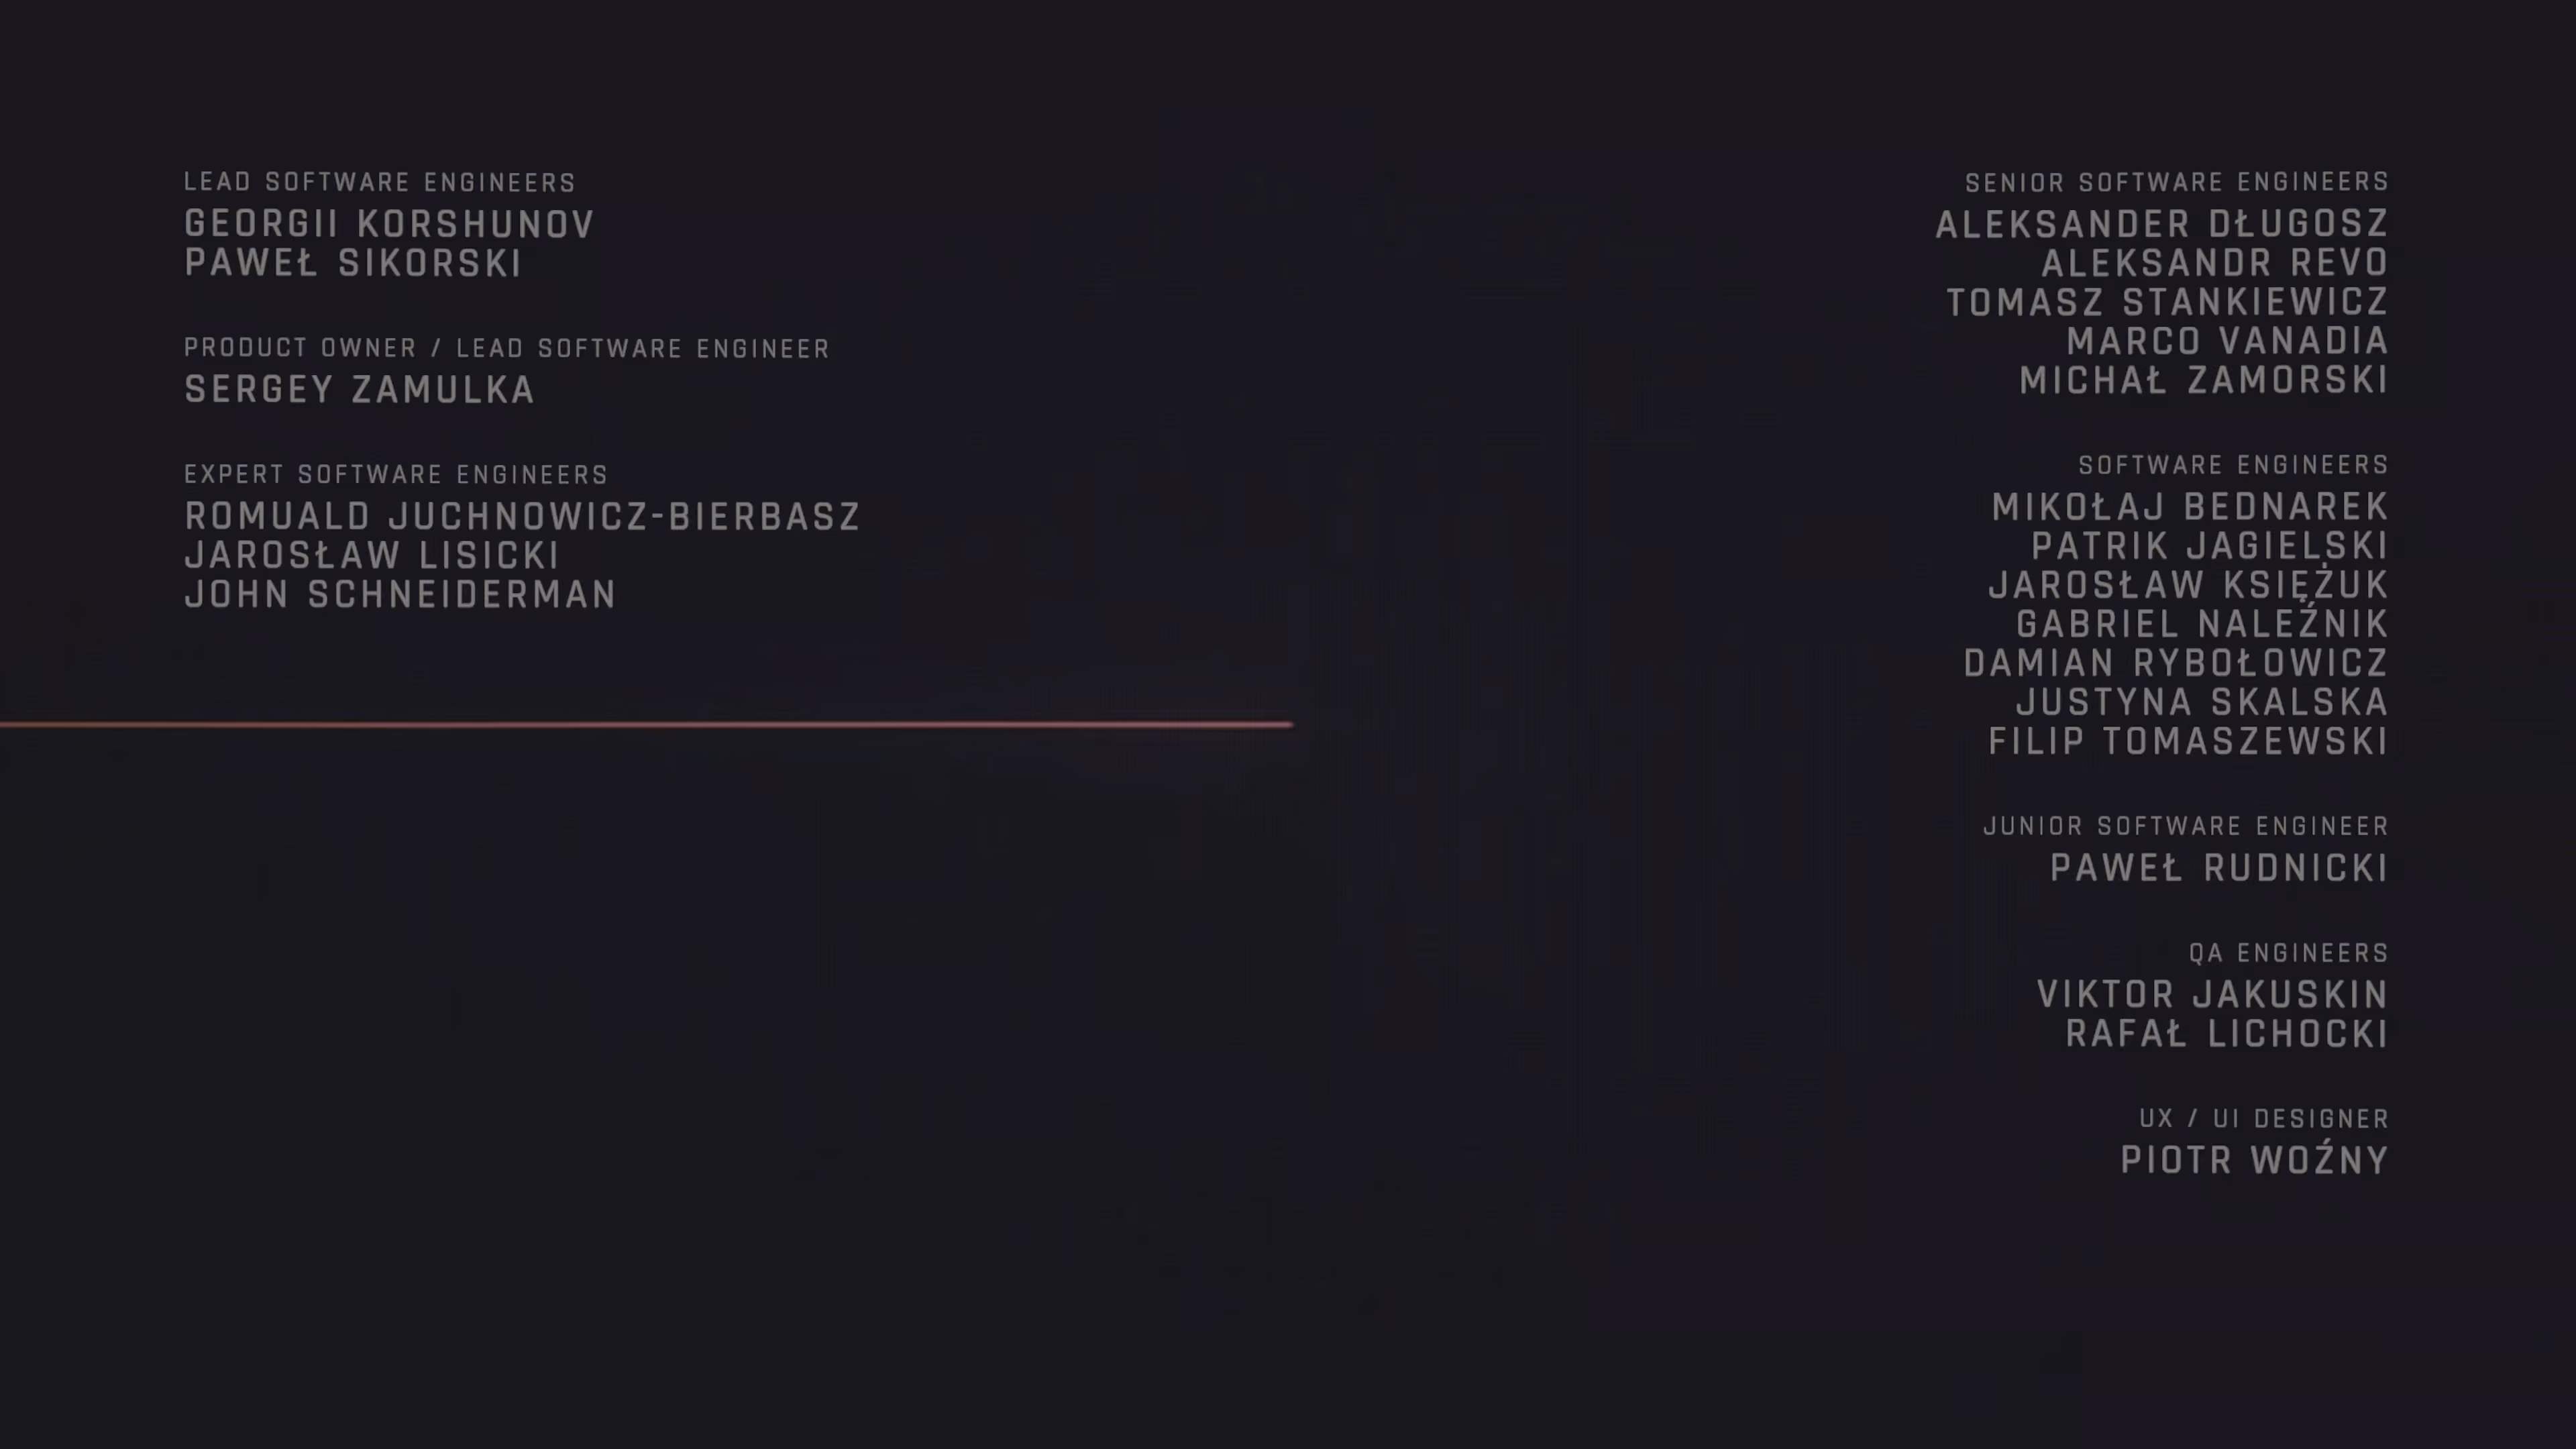 LEAD SOFTWARE ENGINEERS
GEORGII KORSHUNOV
PAWEŁ SIKORSKI
PRODUCT OWNER / LEAD SOFTWARE ENGINEER
SERGEY ZAMULKA
EXPERT SOFTWARE ENGINEERS
ROMUALD JUCHNOWICZ-BIERBASZ
JAROSŁAW LISICKI
JOHN SCHNEIDERMAN
SENIOR SOFTWARE ENGINEERS
ALEKSANDER DŁUGOSZ
ALEKSANDR REVO
TOMASZ STANKIEWICZ
MARCO VANADIA
MICHAŁ ZAMORSKI
SOFTWARE ENGINEERS
MIKOŁAJ BEDNAREK
PATRIK JAGIELSKI
JAROSŁAW KSIĘŻUK
GABRIEL NALEŹNIK
DAMIAN RYBOŁOWICZ
JUSTYNA SKALSKA
FILIP TOMASZEWSKI
JUNIOR SOFTWARE ENGINEER
PAWEŁ RUDNICKI
QA ENGINEERS
VIKTOR JAKUSKIN
RAFAŁ LICHOCKI
UX / UI DESIGNER
PIOTR WOŹNY